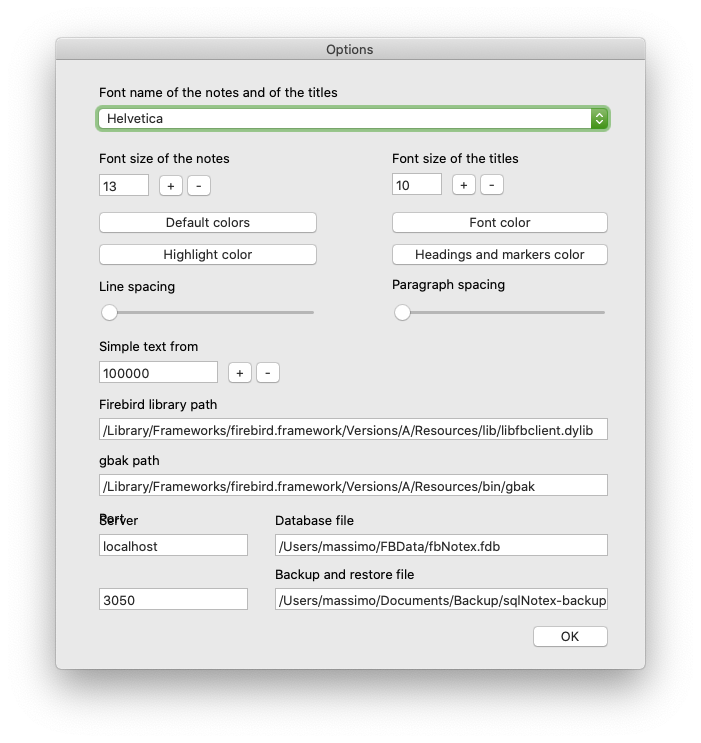 Options
Font name of the notes and of the titles
Helvetica
Font size of the notes
Font size of the titles
13
+
-
10
+
-
Default colors
Font color
Highlight color
Headings and markers color
Line spacing
Paragraph spacing
Simple text from
100000
+
-
Firebird library path
/Library/Frameworks/firebird.framework/Versions/A/Resources/lib/libfbclient.dylib
gbak path
/Library/Frameworks/firebird.framework/Versions/A/Resources/bin/gbak
Port
Server
Database file
localhost
/Users/massimo/FBData/fbNotex.fdb
Backup and restore file
3050
/Users/massimo/Documents/Backup/sqlNotex-backup
OK